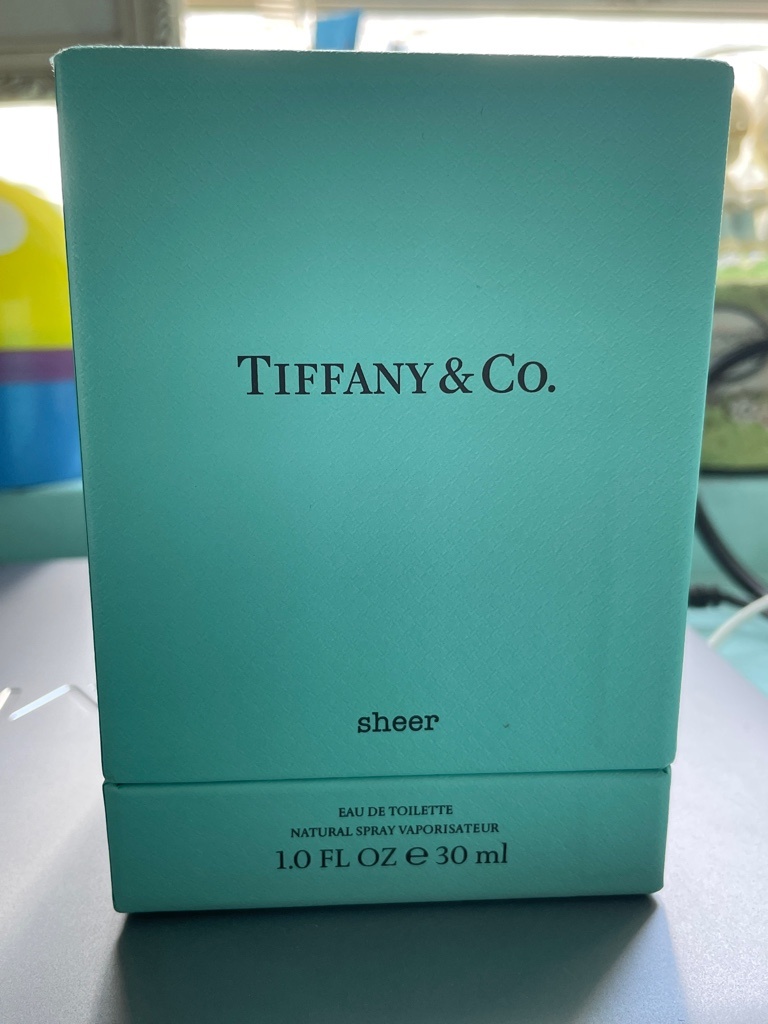 TIFFANY & CO.
sheer
EAU DE TOILETTE
NATURAL SPRAY VAPORISATEUR
1.0 FL OZ ℮ 30 ml